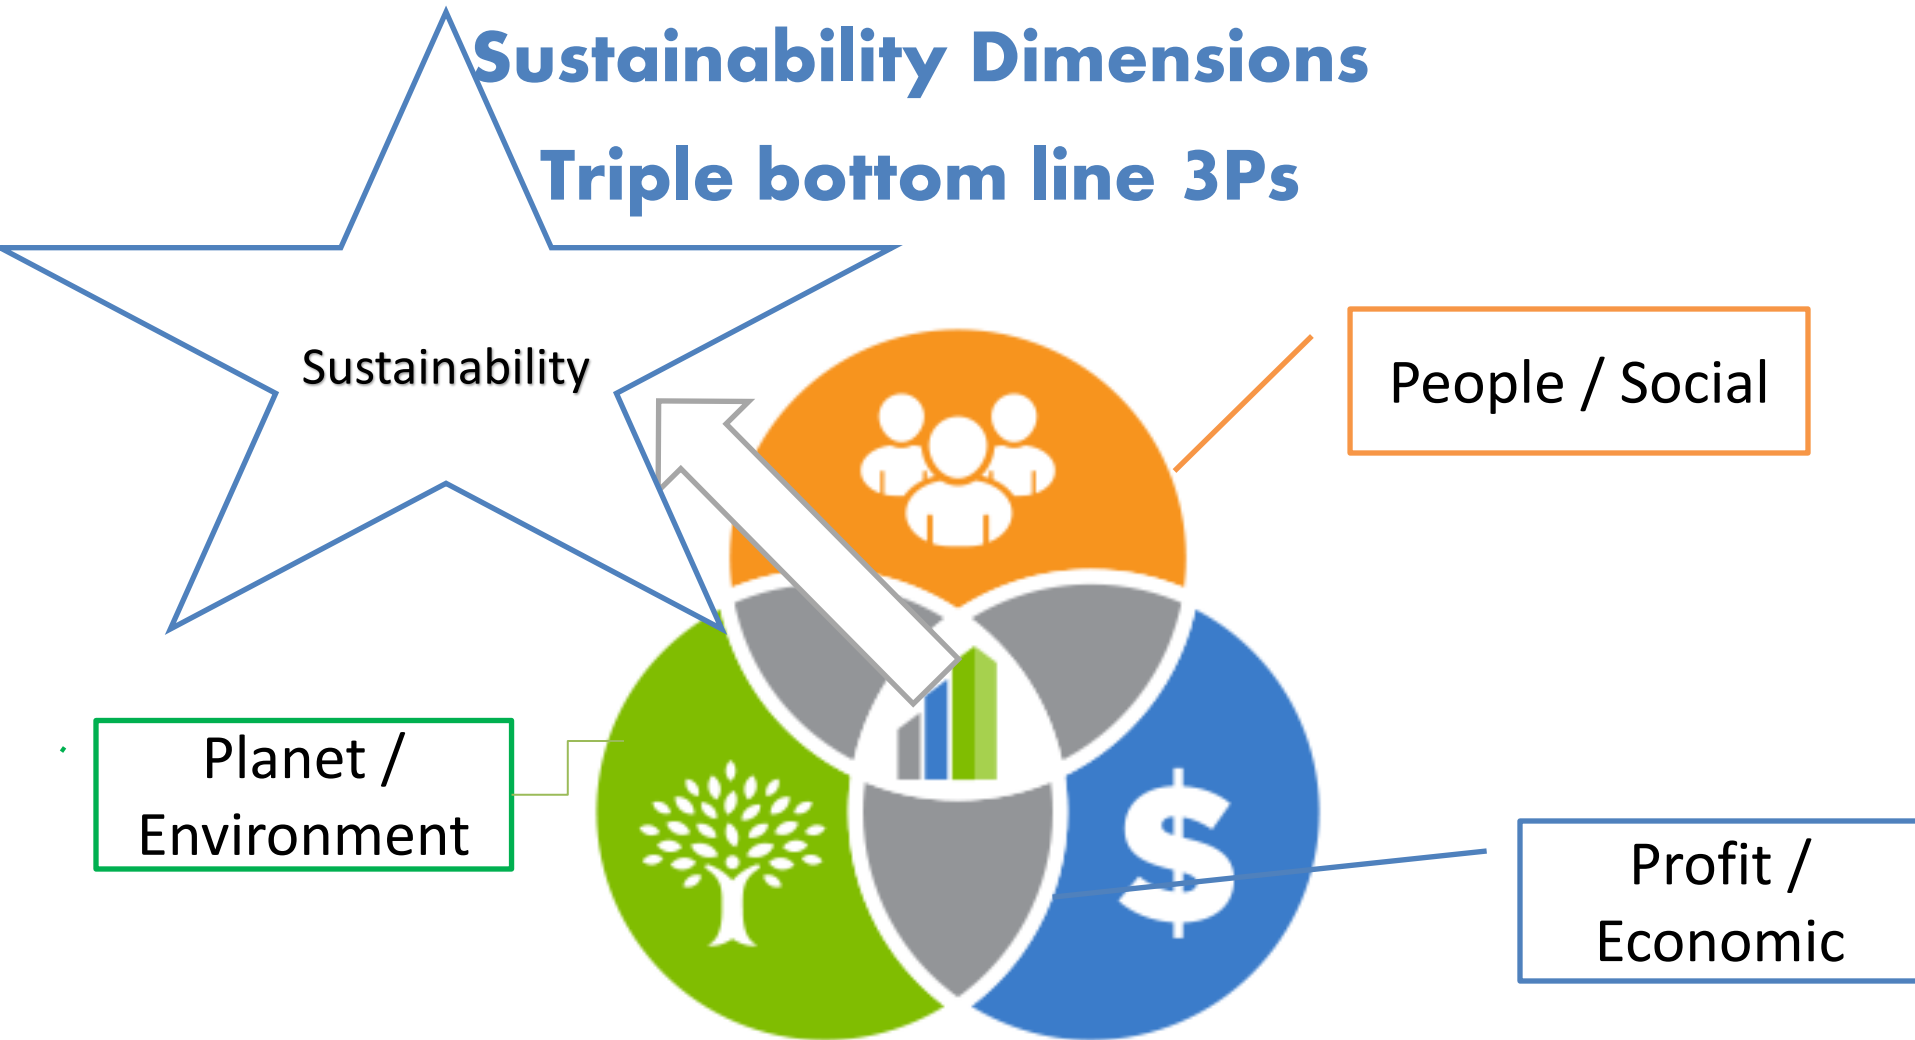 Sustainability Dimensions
Triple bottom line 3Ps
Sustainability
People / Social
Planet /
Environment
$
Profit /
Economic